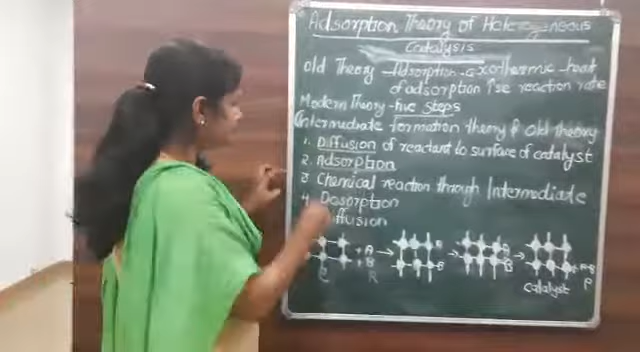 Adsorption Theory of Heterogeneous
Catalysis
Old Theory - Adsorption - exothermic - heat
of adsorption ↑se reaction rate
Modern Theory - five steps
(Intermediate formation theory & old theory
1. Diffusion of reactant to surface of catalyst
2. Adsorption
3 Chemical reaction through Intermediate
4. Desorption
iffusion
+ A → A → A →
+ B B B A-B
R P
Catalyst